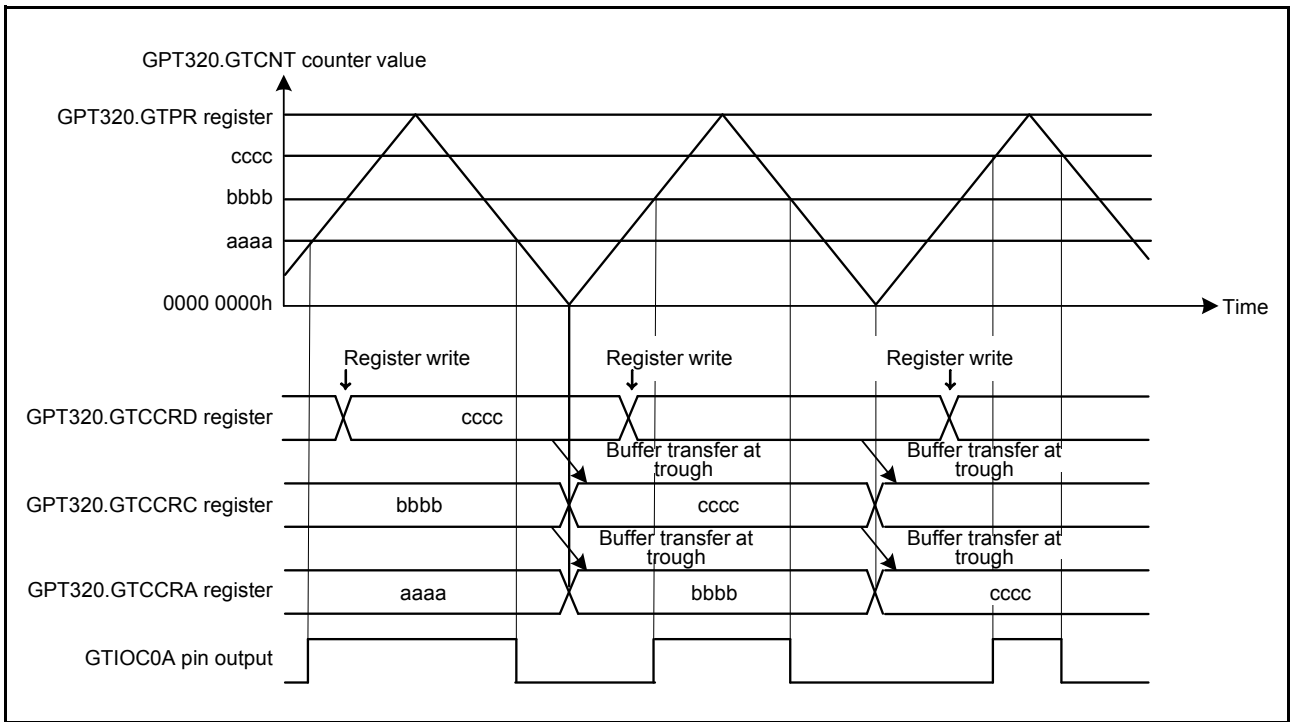 GPT320.GTCNT counter value
GPT320.GTPR register
cccc
bbbb
aaaa
0000 0000h
Time
Register write Register write Register write
GPT320.GTCCRD register
cccc
Buffer transfer at
trough
Buffer transfer at
trough
GPT320.GTCCRC register
bbbb
cccc
Buffer transfer at
trough
Buffer transfer at
trough
GPT320.GTCCRA register
aaaa
bbbb
cccc
GTIOC0A pin output